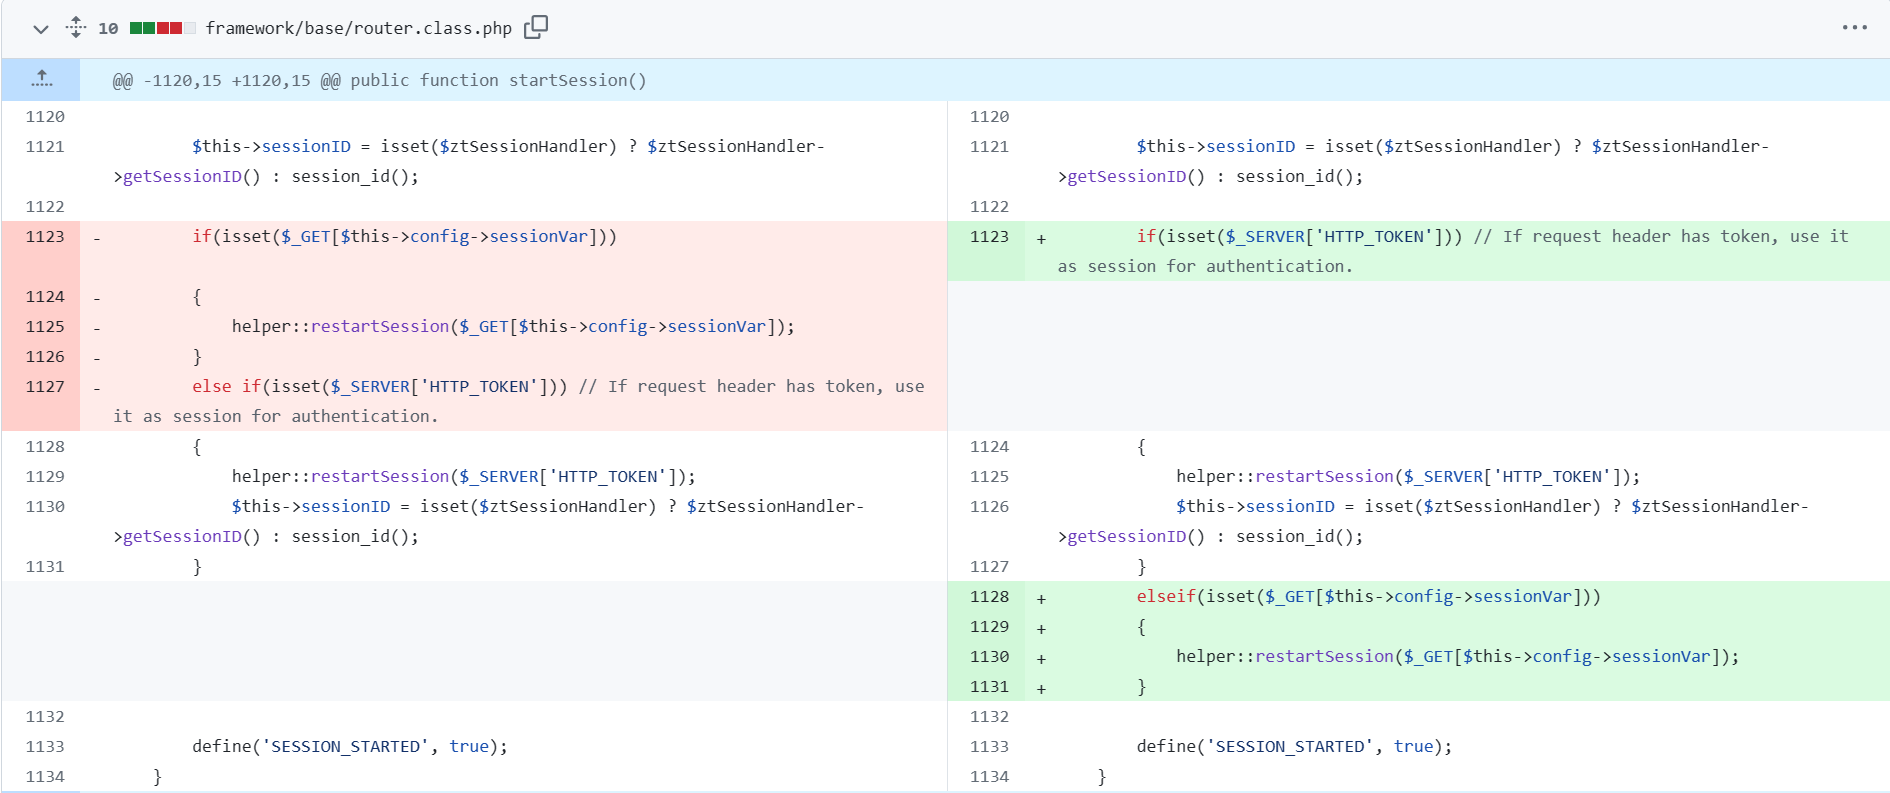 10 framework/base/router.class.php
@@ -1120,15 +1120,15 @@ public function startSession()
1120
1121 $this->sessionID = isset($ztSessionHandler) ? $ztSessionHandler-
>getSessionID() : session_id();
1122
1123 - if(isset($_GET[$this->config->sessionVar]))
1124 - {
1125 - helper::restartSession($_GET[$this->config->sessionVar]);
1126 - }
1127 - else if(isset($_SERVER['HTTP_TOKEN'])) // If request header has token, use
it as session for authentication.
1128 {
1129 helper::restartSession($_SERVER['HTTP_TOKEN']);
1130 $this->sessionID = isset($ztSessionHandler) ? $ztSessionHandler-
>getSessionID() : session_id();
1131 }
1132
1133 define('SESSION_STARTED', true);
1134 }
1120
1121 $this->sessionID = isset($ztSessionHandler) ? $ztSessionHandler-
>getSessionID() : session_id();
1122
1123 + if(isset($_SERVER['HTTP_TOKEN'])) // If request header has token, use it
as session for authentication.
1124 {
1125 helper::restartSession($_SERVER['HTTP_TOKEN']);
1126 $this->sessionID = isset($ztSessionHandler) ? $ztSessionHandler-
>getSessionID() : session_id();
1127 }
1128 + elseif(isset($_GET[$this->config->sessionVar]))
1129 + {
1130 + helper::restartSession($_GET[$this->config->sessionVar]);
1131 + }
1132
1133 define('SESSION_STARTED', true);
1134 }